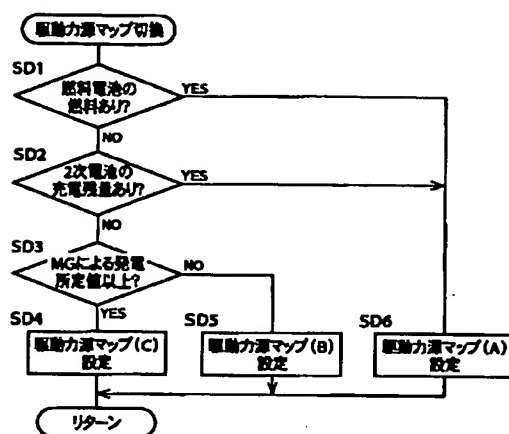 駆動力源マップ切換
SD1
燃料電池の
燃料あり?
YES
NO
SD2
2次電池の
充電残量あり?
YES
NO
SD3
MGによる発電
所定値以上?
NO
YES
SD4
駆動力源マップ(C)
設定
SD5
駆動力源マップ(B)
設定
SD6
駆動力源マップ(A)
設定
リターン